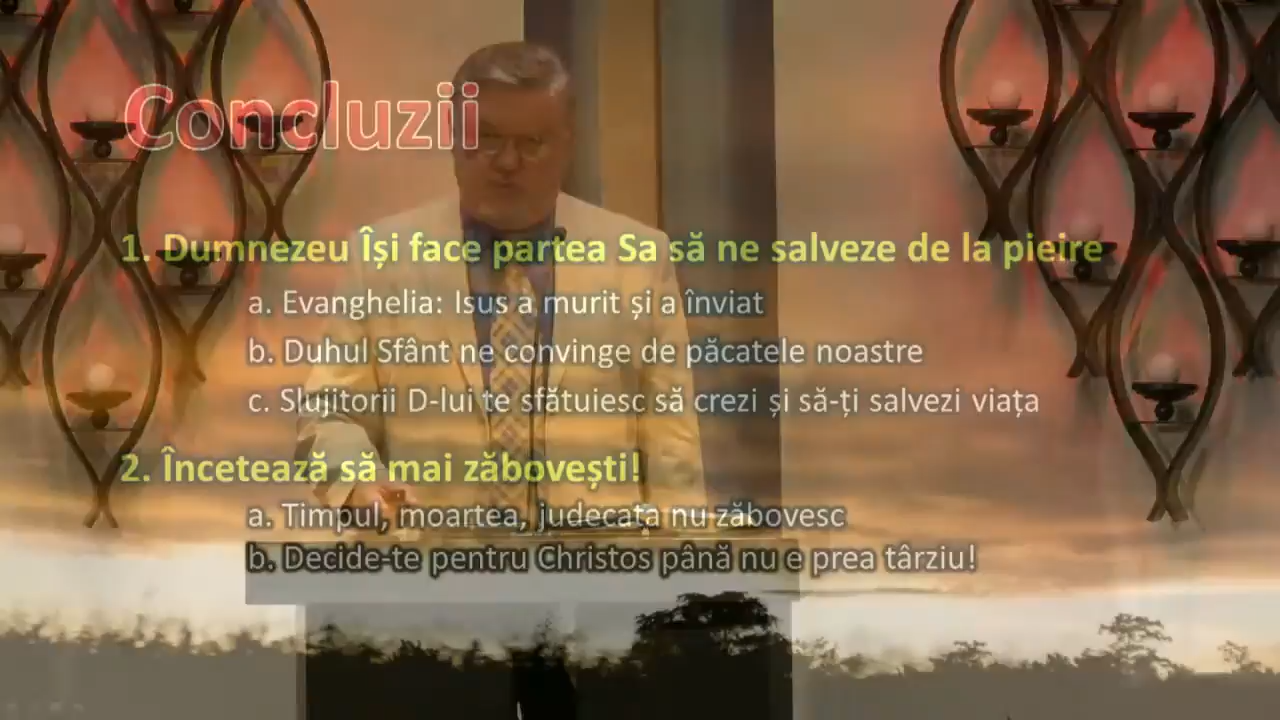 Concluzii
1. Dumnezeu Își face partea Sa să ne salveze de la pieire
a. Evanghelia: Isus a murit și a înviat
b. Duhul Sfânt ne convinge de păcatele noastre
c. Slujitorii D-lui te sfătuiesc să crezi și să-ți salvezi viața
2. Încetează să mai zăbovești!
a. Timpul, moartea, judecata nu zăbovesc
b. Decide-te pentru Christos până nu e prea târziu!